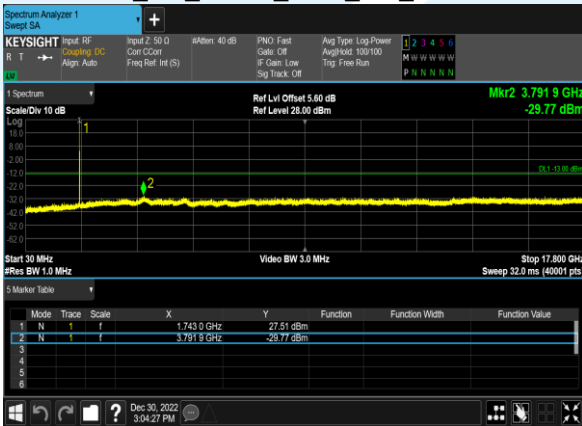 Spectrum Analyzer 1
Swept SA
+
KEYSIGHT Input: RF Input Z: 50 Ω #Atten: 40 dB PNO: Fast Avg Type: Log-Power 1 2 3 4 5 6
R T Coupling: DC Corr CCorr Gate: Off Avg|Hold: 100/100 M W W W W W
Align: Auto Freq Ref: Int (S) IF Gain: Low Trig: Free Run
LXI Sig Track: Off P N N N N N
1 Spectrum Ref Lvl Offset 5.60 dB Mkr2 3.791 9 GHz
Scale/Div 10 dB Ref Level 28.00 dBm -29.77 dBm
Log
1
18.0
8.00
-2.00
DL1 -13.00 dBm
-12.0
2
-22.0
-32.0
-42.0
-52.0
-62.0
Start 30 MHz Video BW 3.0 MHz Stop 17.800 GHz
#Res BW 1.0 MHz Sweep 32.0 ms (40001 pts
5 Marker Table
Mode Trace Scale X Y Function Function Width Function Value
1 N 1 f 1.743 0 GHz 27.51 dBm
2 N 1 f 3.791 9 GHz -29.77 dBm
3
4
5
6
? Dec 30, 2022
3:04:27 PM